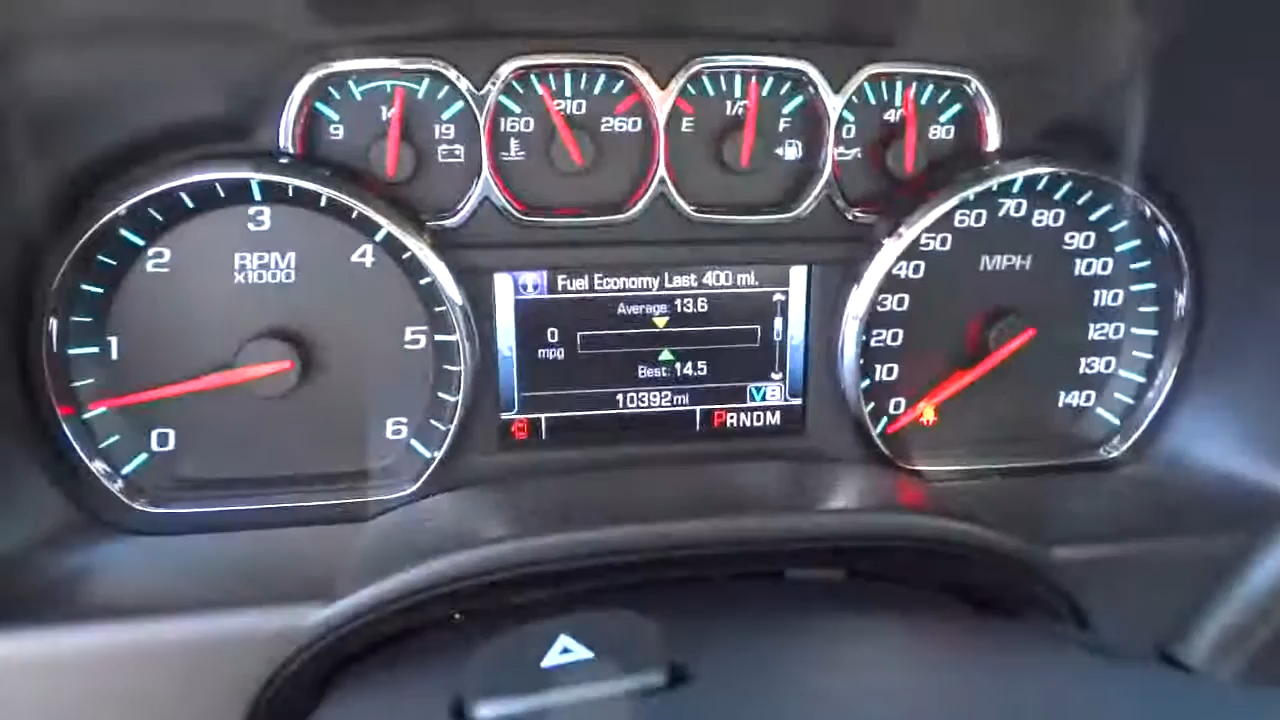 9 14 19
160 210 260
E 1/2 F
0 40 80
0 1 2 3 4 5 6
RPM
X1000
Fuel Economy Last 400 mi.
Average: 13.6
0
mpg
Best: 14.5
10392 mi
V8
PRNDM
0 10 20 30 40 50 60 70 80 90 100 110 120 130 140
MPH